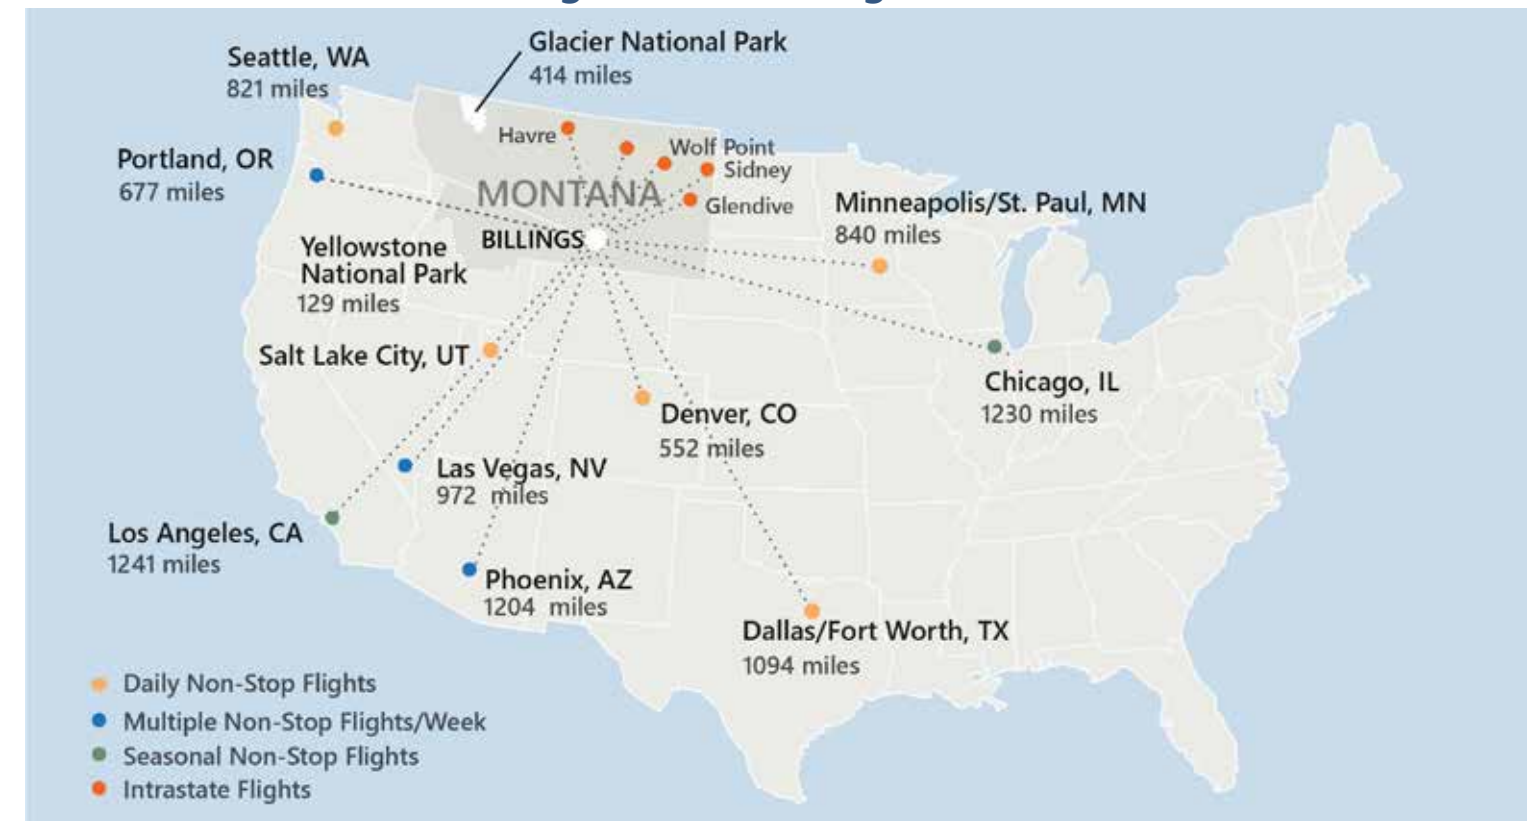 Seattle, WA
821 miles
Glacier National Park
414 miles
Portland, OR
677 miles
Havre
Wolf Point
Sidney
Glendive
MONTANA
BILLINGS
Minneapolis/St. Paul, MN
840 miles
Yellowstone
National Park
129 miles
Salt Lake City, UT
Chicago, IL
1230 miles
Denver, CO
552 miles
Las Vegas, NV
972 miles
Los Angeles, CA
1241 miles
Phoenix, AZ
1204 miles
Dallas/Fort Worth, TX
1094 miles
Daily Non-Stop Flights
Multiple Non-Stop Flights/Week
Seasonal Non-Stop Flights
Intrastate Flights